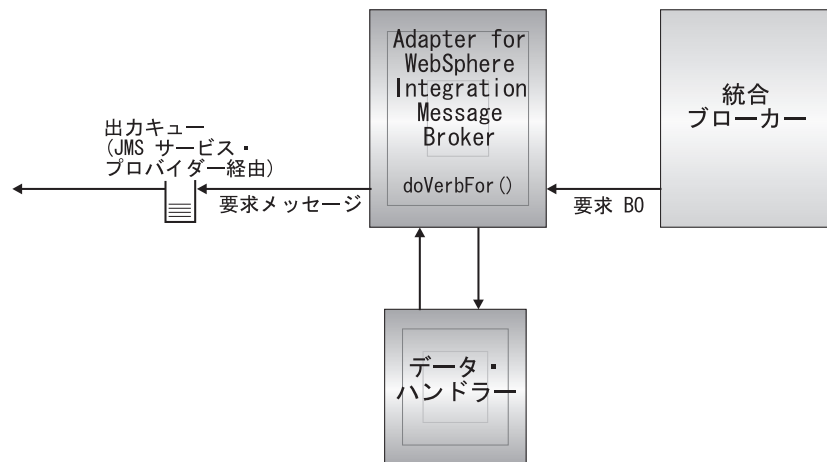 Adapter for
WebSphere
Integration
Message
Broker
doVerbFor()
統合
ブローカー
出力キュー
(JMS サービス・
プロバイダー経由)
要求メッセージ
要求 BO
データ・
ハンドラー